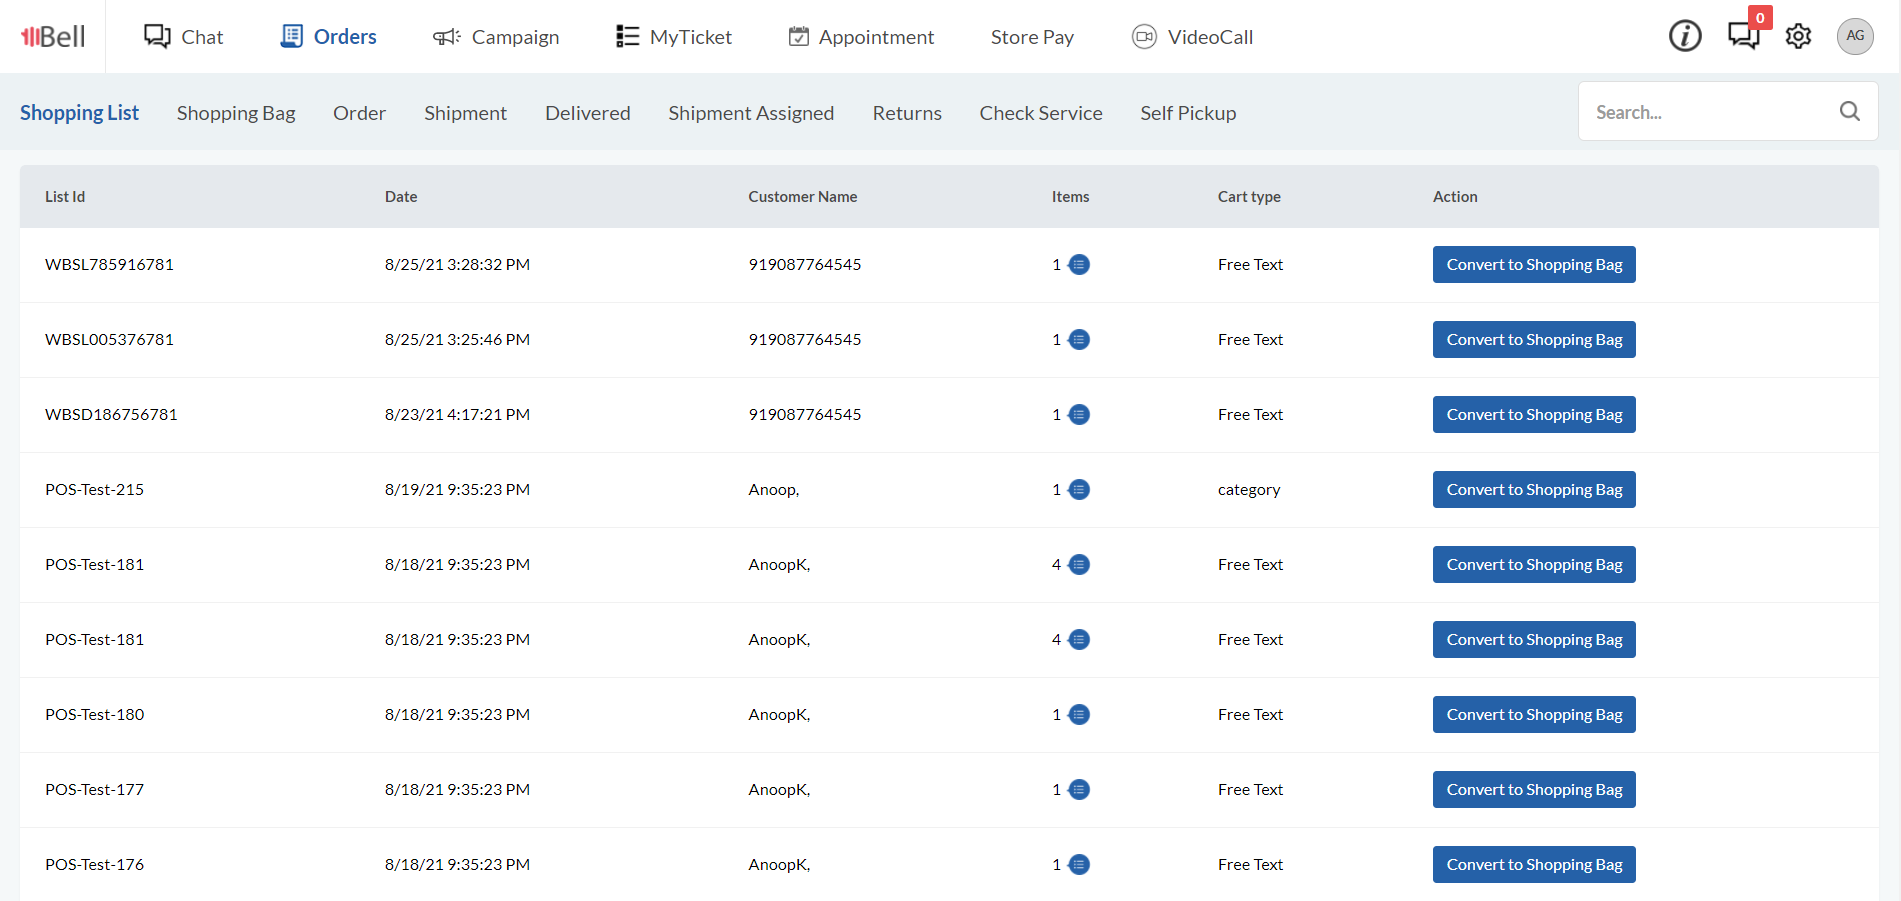 Bell Chat Orders Campaign MyTicket Appointment Store Pay VideoCall 0 AG
Shopping List Shopping Bag Order Shipment Delivered Shipment Assigned Returns Check Service Self Pickup Search...
List Id Date Customer Name Items Cart type Action
WBSL785916781 8/25/21 3:28:32 PM 919087764545 1 Free Text Convert to Shopping Bag
WBSL005376781 8/25/21 3:25:46 PM 919087764545 1 Free Text Convert to Shopping Bag
WBSD186756781 8/23/21 4:17:21 PM 919087764545 1 Free Text Convert to Shopping Bag
POS-Test-215 8/19/21 9:35:23 PM Anoop, 1 category Convert to Shopping Bag
POS-Test-181 8/18/21 9:35:23 PM AnoopK, 4 Free Text Convert to Shopping Bag
POS-Test-181 8/18/21 9:35:23 PM AnoopK, 4 Free Text Convert to Shopping Bag
POS-Test-180 8/18/21 9:35:23 PM AnoopK, 1 Free Text Convert to Shopping Bag
POS-Test-177 8/18/21 9:35:23 PM AnoopK, 1 Free Text Convert to Shopping Bag
POS-Test-176 8/18/21 9:35:23 PM AnoopK, 1 Free Text Convert to Shopping Bag